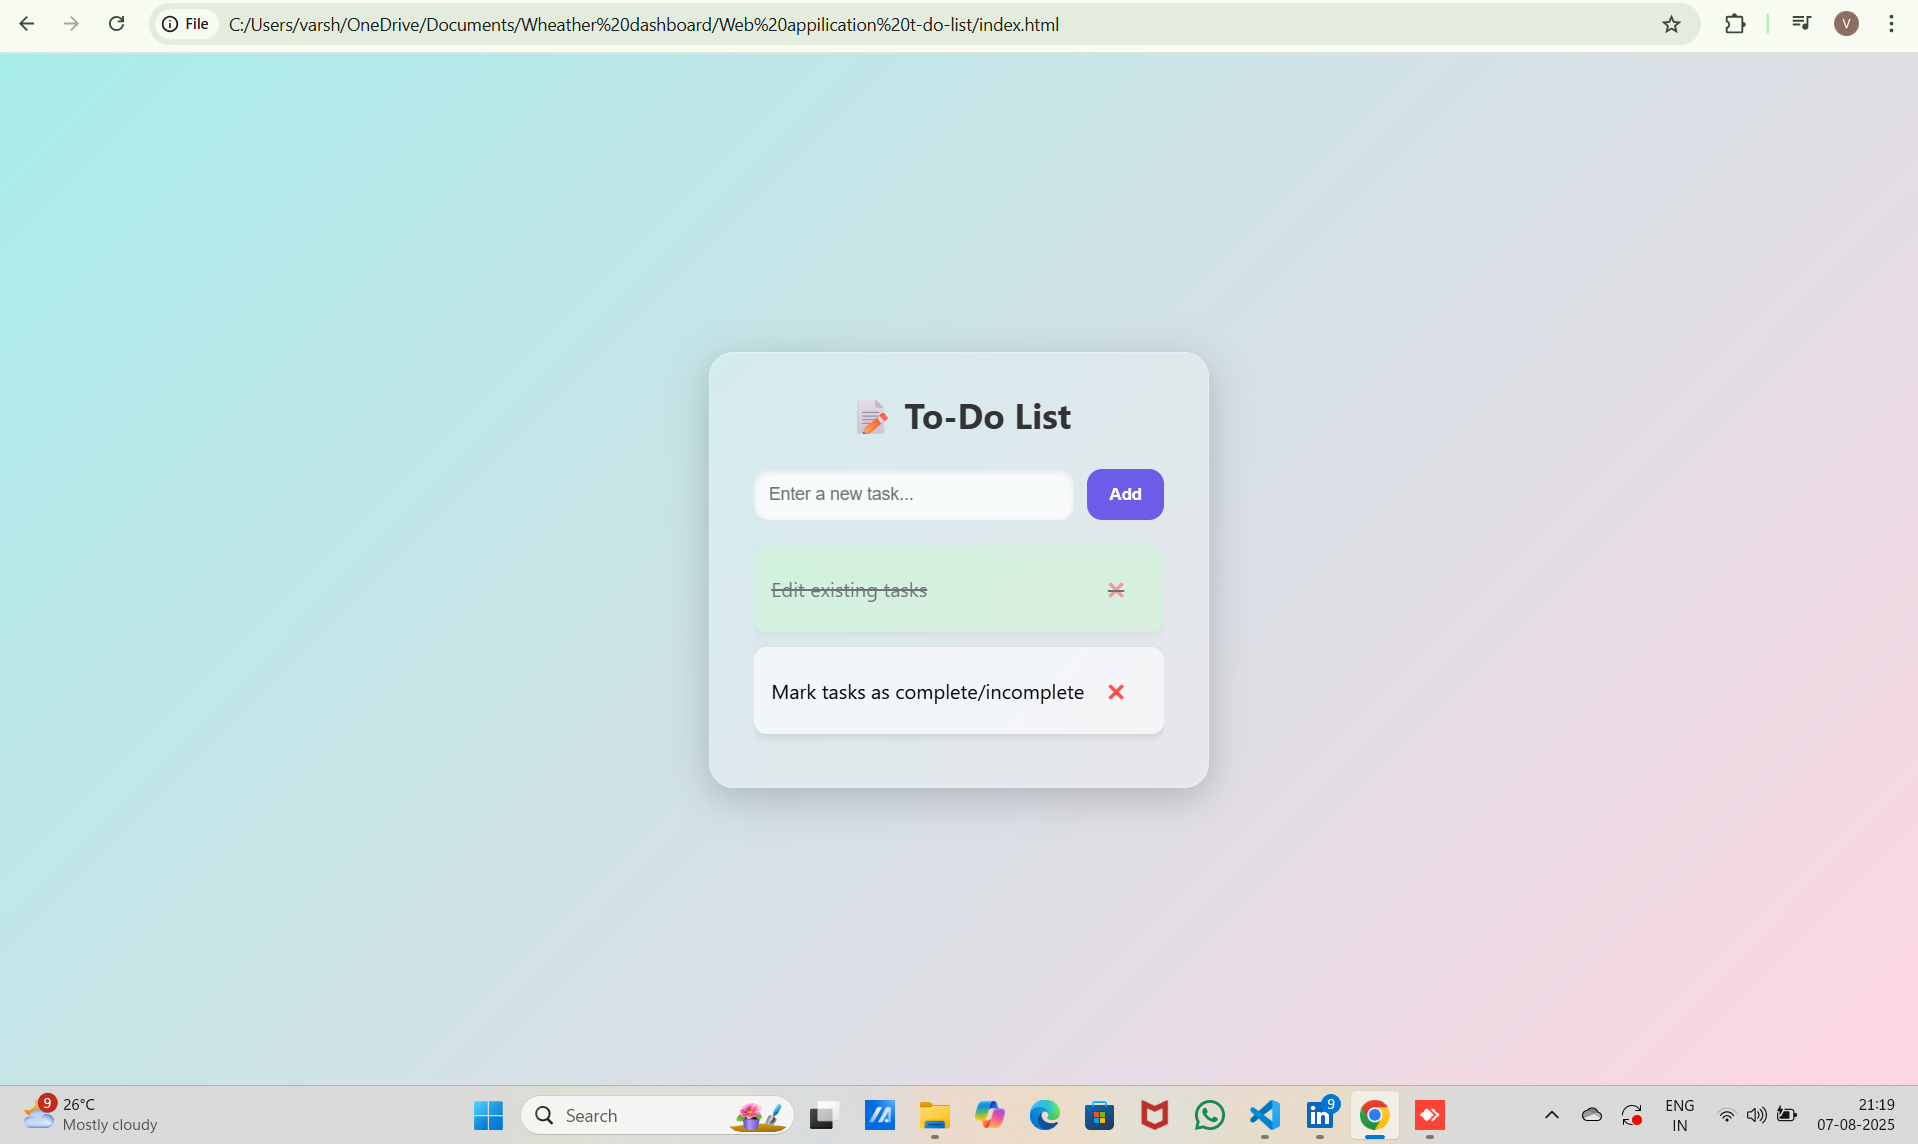 File
C:/Users/varsh/OneDrive/Documents/Wheather%20dashboard/Web%20appilication%20t-do-list/index.html
V
To-Do List
Enter a new task...
Add
Edit existing tasks
Mark tasks as complete/incomplete
9
26°C
Mostly cloudy
Search
in
9
ENG
IN
21:19
07-08-2025